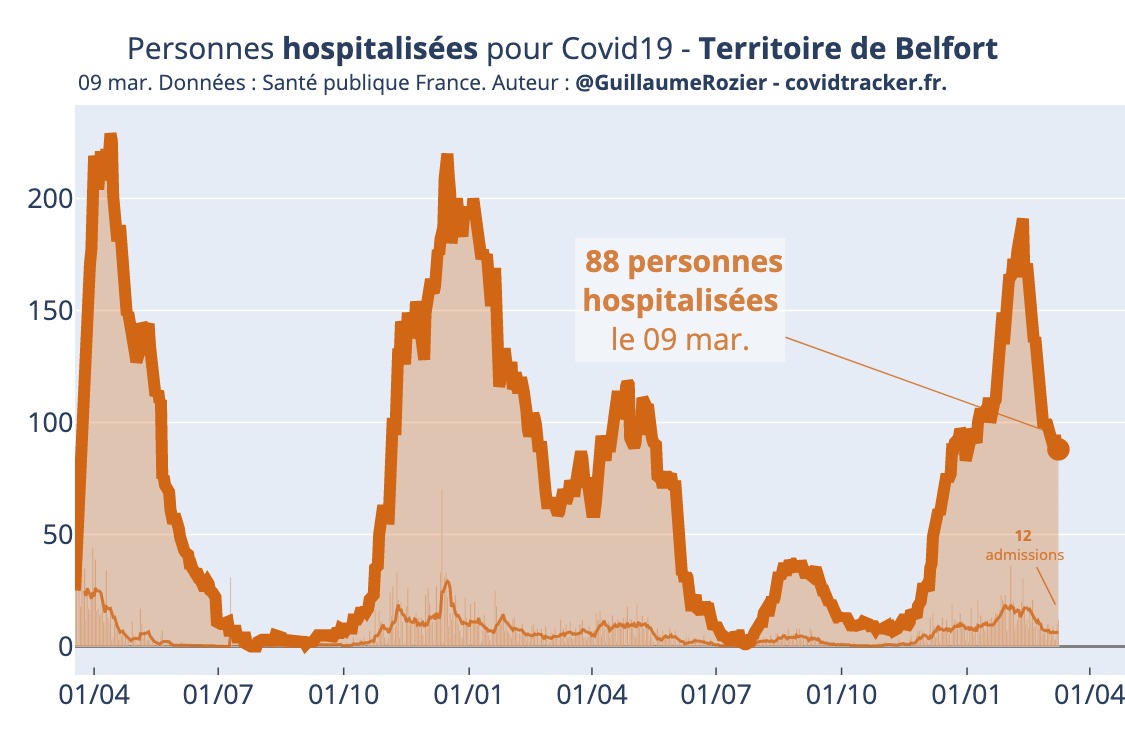 Personnes hospitalisées pour Covid19 - Territoire de Belfort
09 mar. Données : Santé publique France. Auteur : @GuillaumeRozier - covidtracker.fr.
200
150
100
50
0
88 personnes
hospitalisées
le 09 mar.
12
admissions
01/04 01/07 01/10 01/01 01/04 01/07 01/10 01/01 01/04